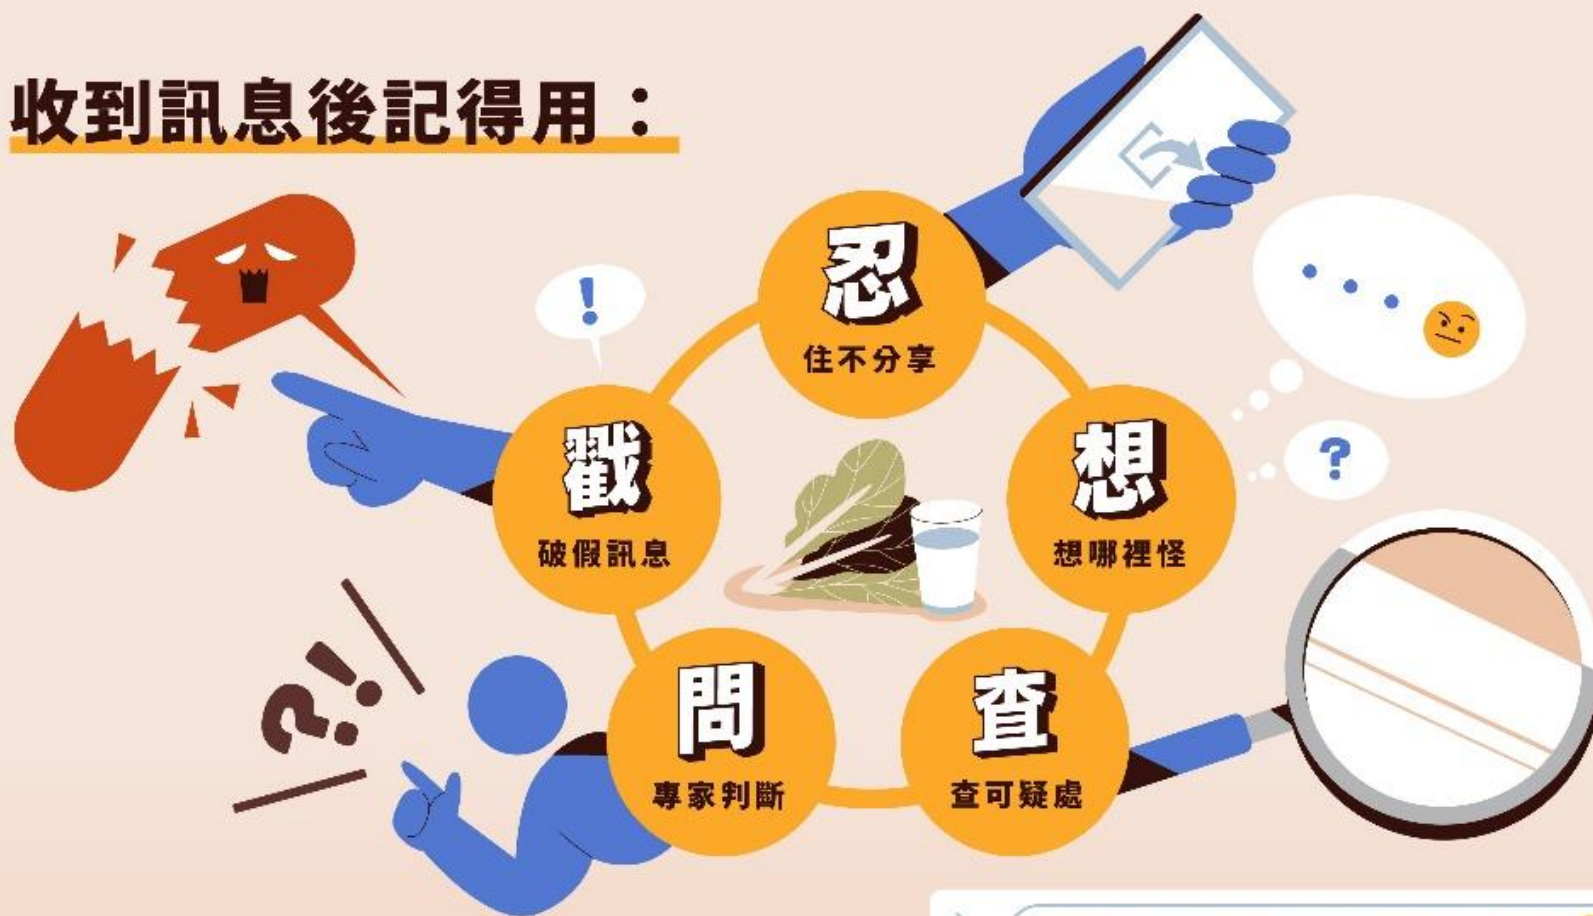 收到訊息後記得用：
忍
住不分享
!
想
想哪裡怪
?
查
查可疑處
問
專家判斷
?!
戳
破假訊息